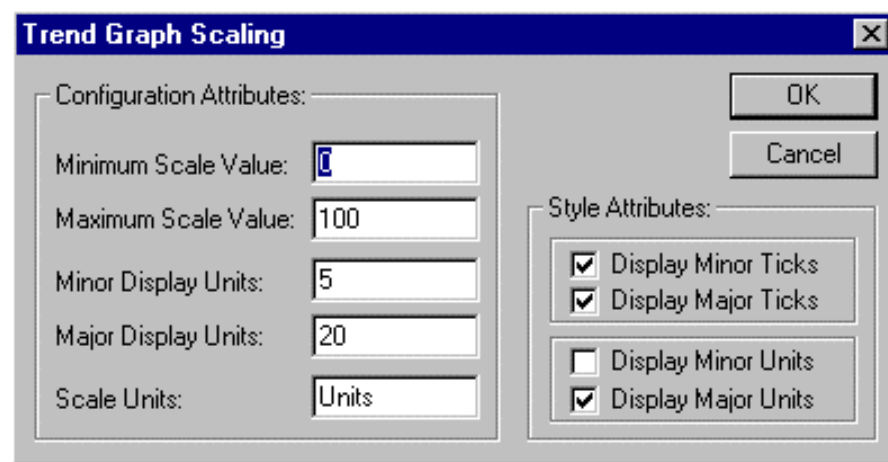 Trend Graph Scaling
Configuration Attributes:
Minimum Scale Value: 0
Maximum Scale Value: 100
Minor Display Units: 5
Major Display Units: 20
Scale Units: Units
OK
Cancel
Style Attributes:
Display Minor Ticks
Display Major Ticks
Display Minor Units
Display Major Units